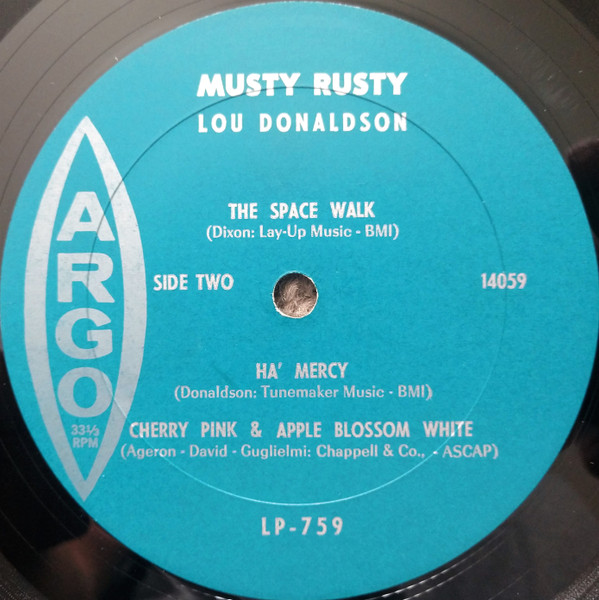 MUSTY RUSTY
LOU DONALDSON
THE SPACE WALK
(Dixon: Lay-Up Music - BMI)
ARGO
33⅓
RPM
SIDE TWO
14059
HA' MERCY
(Donaldson: Tunemaker Music - BMI)
CHERRY PINK & APPLE BLOSSOM WHITE
(Ageron - David - Guglielmi: Chappell & Co., - ASCAP)
LP-759